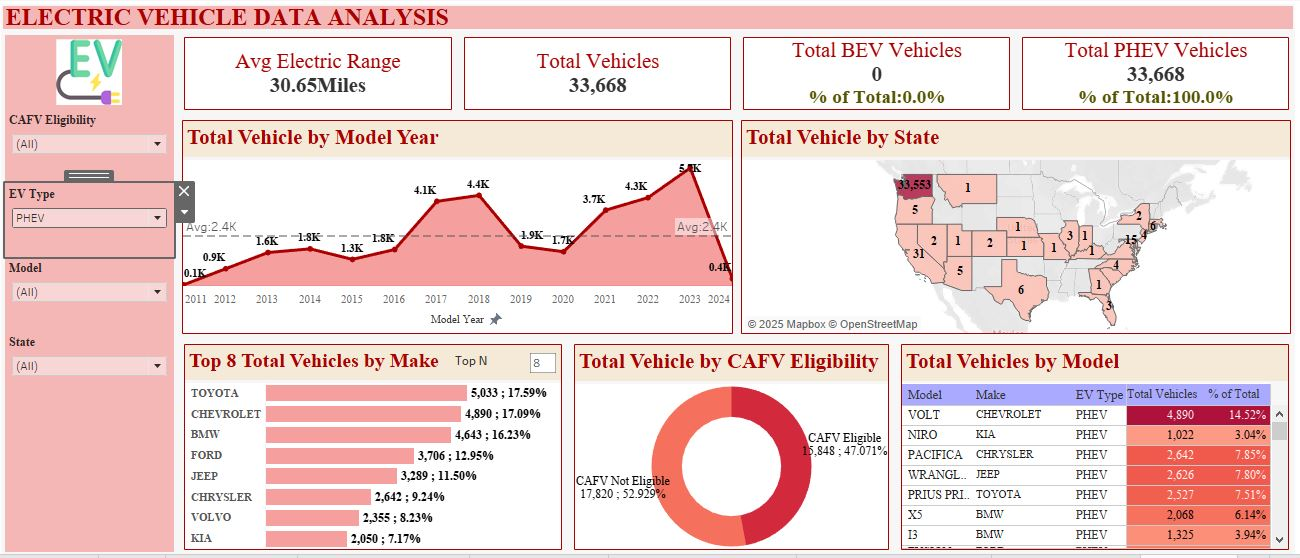 ELECTRIC VEHICLE DATA ANALYSIS
EV
CAFV Eligibility
(All)
EV Type
PHEV
Model
(All)
State
(All)
Avg Electric Range
30.65Miles
Total Vehicles
33,668
Total BEV Vehicles
0
% of Total:0.0%
Total PHEV Vehicles
33,668
% of Total:100.0%
Total Vehicle by Model Year
5.7K
4.4K
4.1K
4.3K
3.7K
Avg:2.4K
Avg:2.4K
1.6K
1.8K
1.3K
1.8K
1.9K
1.7K
0.9K
0.1K
0.4K
2011 2012 2013 2014 2015 2016 2017 2018 2019 2020 2021 2022 2023 2024
Model Year
Total Vehicle by State
33,553
1
5
2
6
1
3
1
15
4
31
2
1
2
1
1
1
5
4
6
1
3
© 2025 Mapbox © OpenStreetMap
Top 8 Total Vehicles by Make
Top N
8
TOYOTA 5,033 ; 17.59%
CHEVROLET 4,890 ; 17.09%
BMW 4,643 ; 16.23%
FORD 3,706 ; 12.95%
JEEP 3,289 ; 11.50%
CHRYSLER 2,642 ; 9.24%
VOLVO 2,355 ; 8.23%
KIA 2,050 ; 7.17%
Total Vehicle by CAFV Eligibility
CAFV Eligible
15,848 ; 47.071%
CAFV Not Eligible
17,820 ; 52.929%
Total Vehicles by Model
Model Make EV Type Total Vehicles % of Total
VOLT CHEVROLET PHEV 4,890 14.52%
NIRO KIA PHEV 1,022 3.04%
PACIFICA CHRYSLER PHEV 2,642 7.85%
WRANGL.. JEEP PHEV 2,626 7.80%
PRIUS PRI.. TOYOTA PHEV 2,527 7.51%
X5 BMW PHEV 2,068 6.14%
I3 BMW PHEV 1,325 3.94%